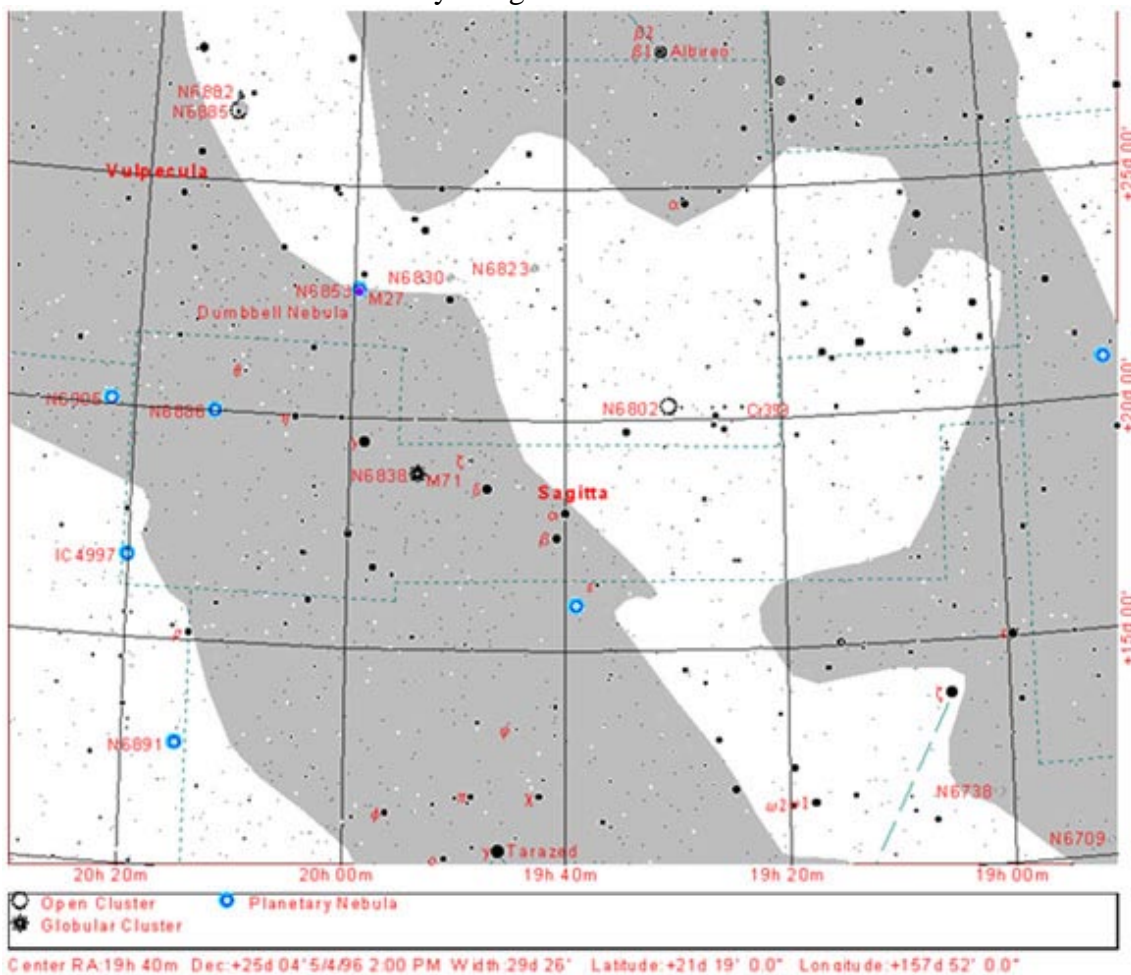 β2
β1 Albireo
N6882
N6885
Vulpecula
+25d 00'
α
N6830
N6823
N6853 M27
Dumbbell Nebula
θ
N6905
N6886
η
N6802
Cr399
+20d 00'
γ
ζ
N6838 M71
δ
Sagitta
α
β
IC4997
ε
ρ
ε
+15d 00'
ζ
ψ
N6891
π
χ
φ
ω2ω1
N6738
ο
γ Tarazed
N6709
20h 20m
20h 00m
19h 40m
19h 20m
19h 00m
Open Cluster
Planetary Nebula
Globular Cluster
Center RA:19h 40m Dec:+25d 04' 5/4/96 2:00 PM Width:29d 26' Latitude:+21d 19' 0.0" Longitude:+157d 52' 0.0"